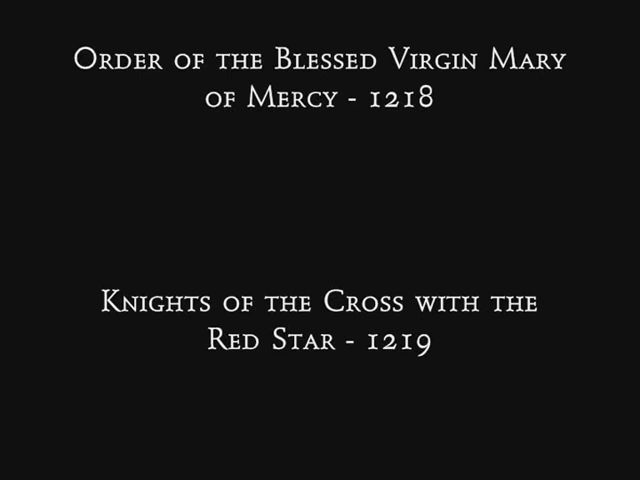 Order of the Blessed Virgin Mary
of Mercy - 1218
Knights of the Cross with the
Red Star - 1219